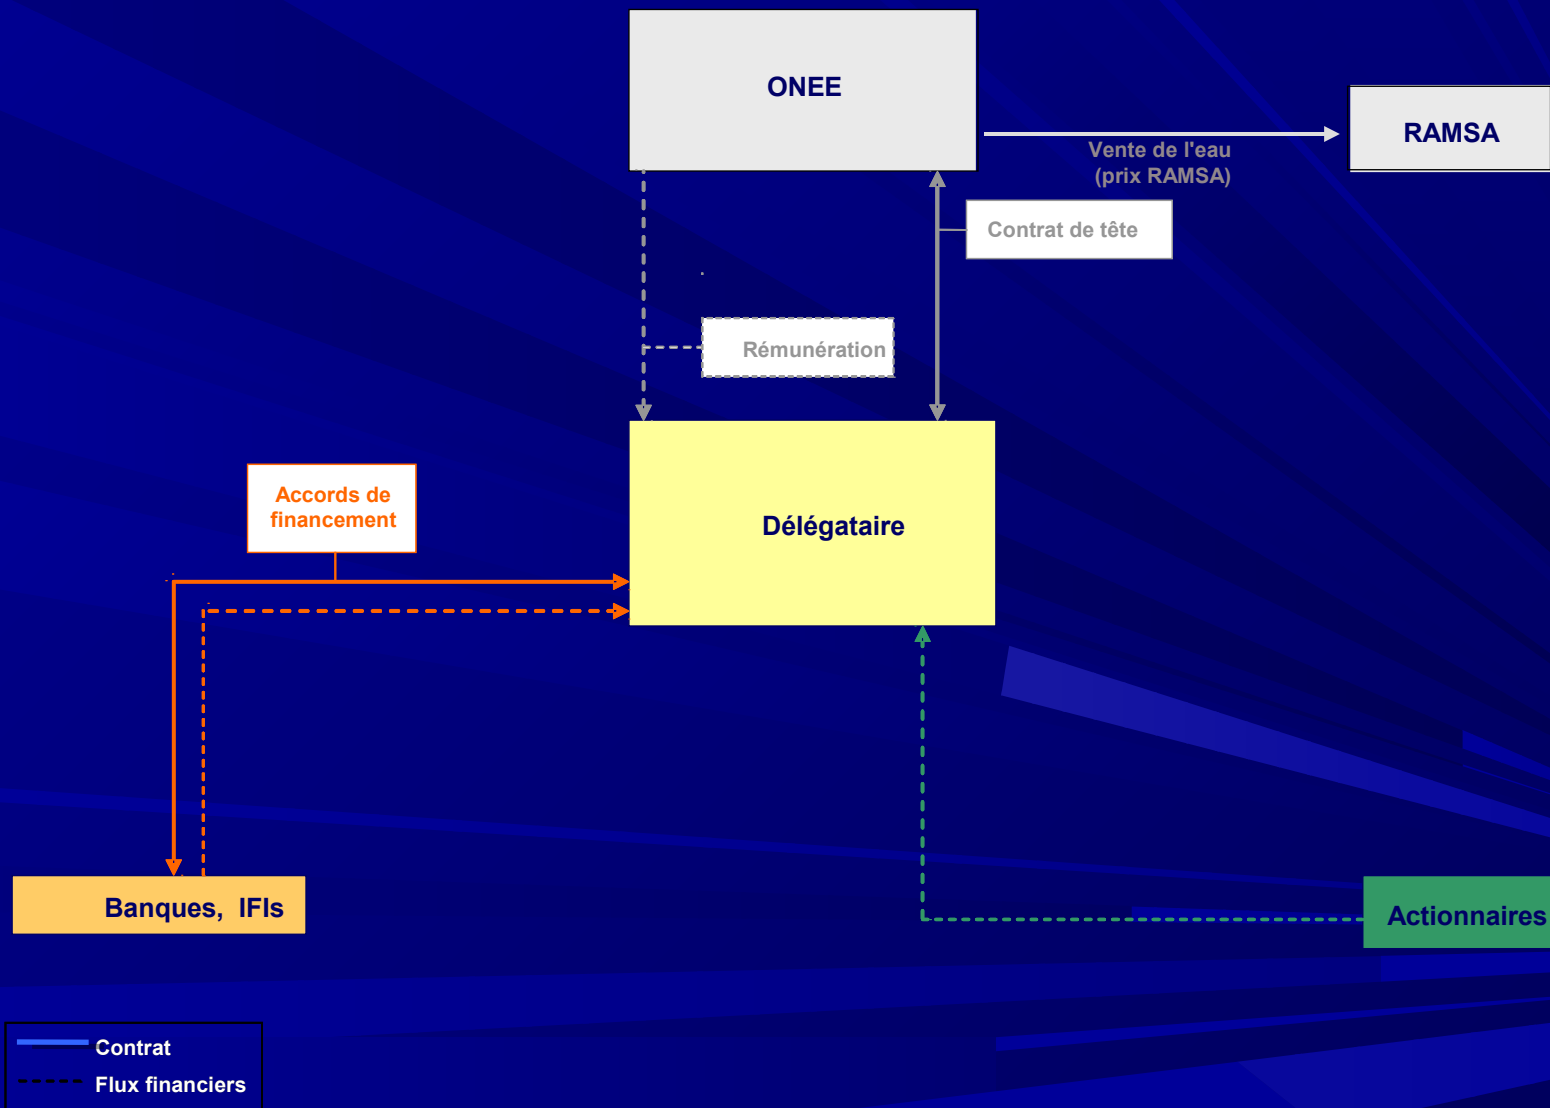 ONEE
RAMSA
Vente de l'eau
(prix RAMSA)
Contrat de tête
Rémunération
Accords de
financement
Délégataire
Banques, IFIs
Actionnaires
Contrat
Flux financiers